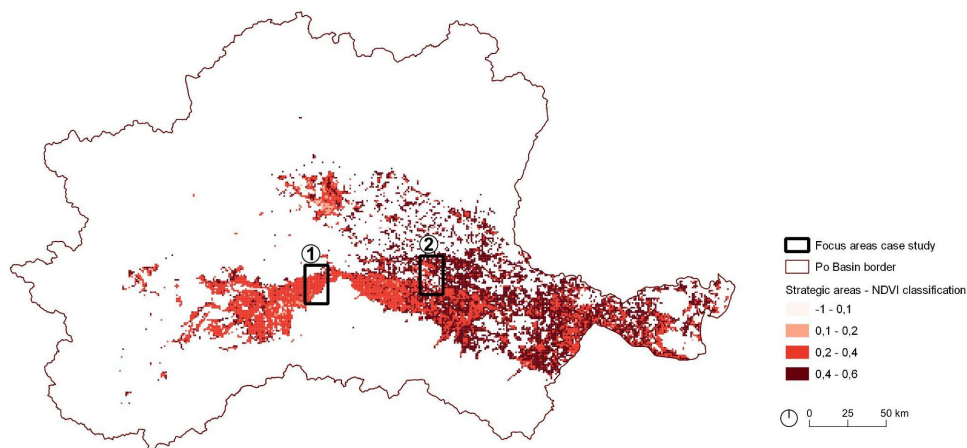 1
2
Focus areas case study
Po Basin border
Strategic areas - NDVI classification
-1 - 0,1
0,1 - 0,2
0,2 - 0,4
0,4 - 0,6
0 25 50 km